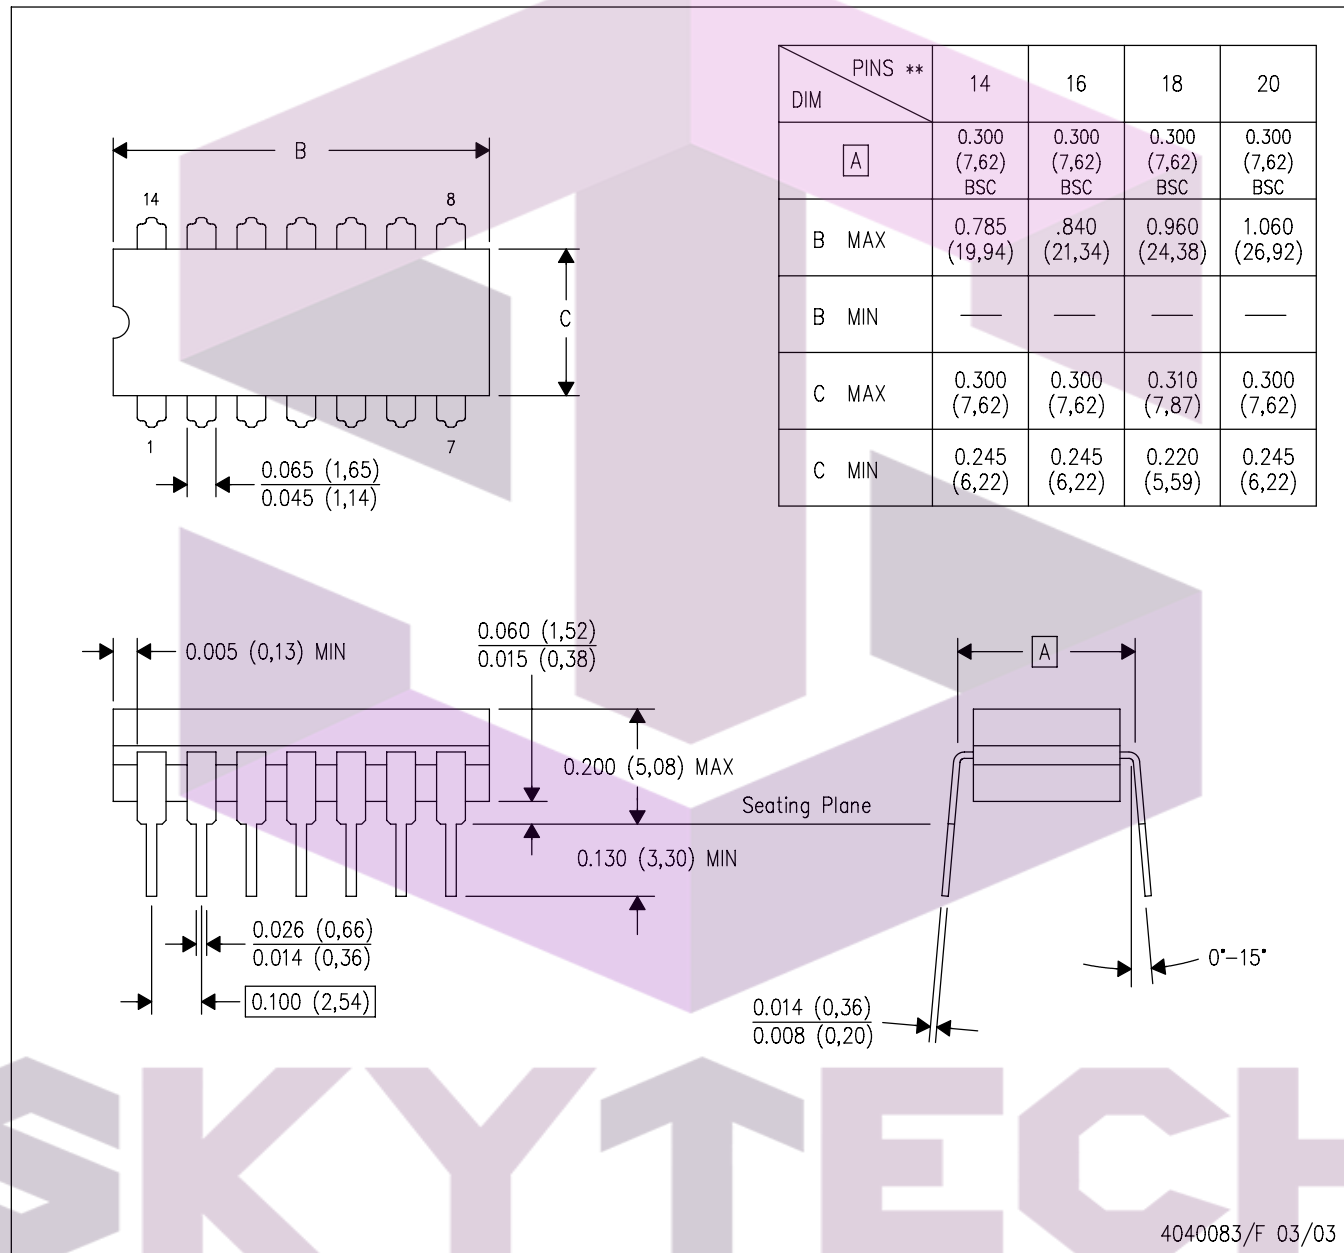 PINS ** 14 16 18 20
DIM
A 0.300 0.300 0.300 0.300
(7,62) (7,62) (7,62) (7,62)
BSC BSC BSC BSC
B MAX 0.785 .840 0.960 1.060
(19,94) (21,34) (24,38) (26,92)
B MIN — — — —
C MAX 0.300 0.300 0.310 0.300
(7,62) (7,62) (7,87) (7,62)
C MIN 0.245 0.245 0.220 0.245
(6,22) (6,22) (5,59) (6,22)
B
14 8
C
1 7
0.065 (1,65)
0.045 (1,14)
0.005 (0,13) MIN
0.060 (1,52)
0.015 (0,38)
A
0.200 (5,08) MAX
Seating Plane
0.130 (3,30) MIN
0.026 (0,66)
0.014 (0,36)
0.100 (2,54)
0°–15°
0.014 (0,36)
0.008 (0,20)
SKYTECH
4040083/F 03/03